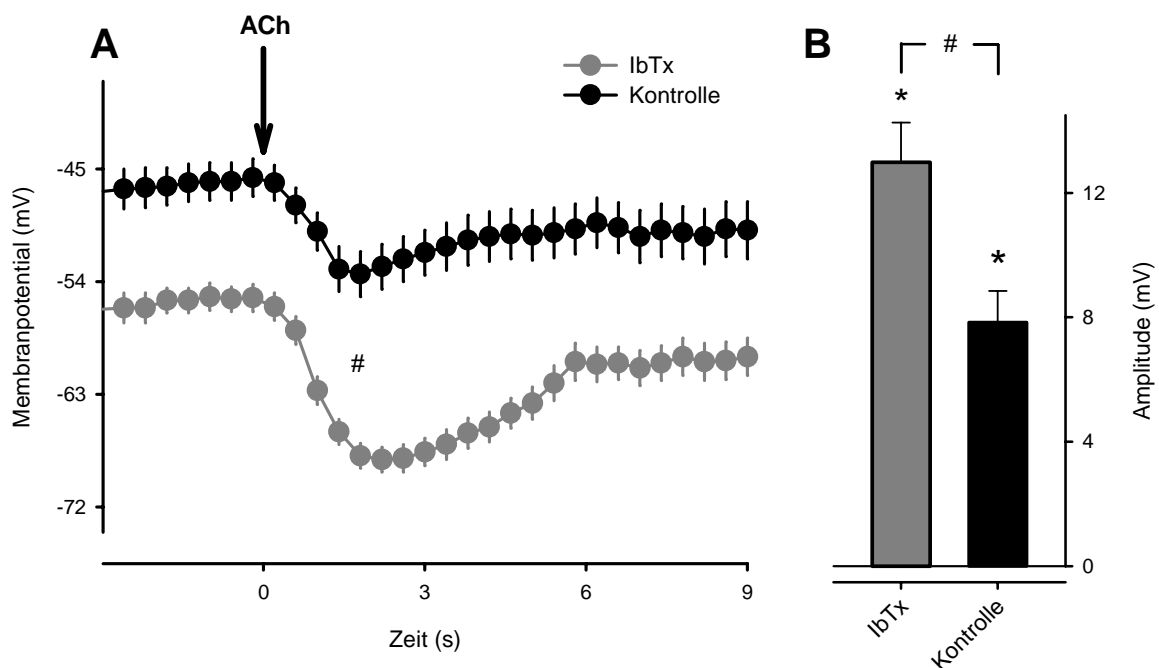 A
ACh
IbTx
Kontrolle
-45
-54
-63
-72
Membranpotential (mV)
#
0
3
6
9
Zeit (s)
B
#
*
*
12
8
4
0
Amplitude (mV)
IbTx
Kontrolle